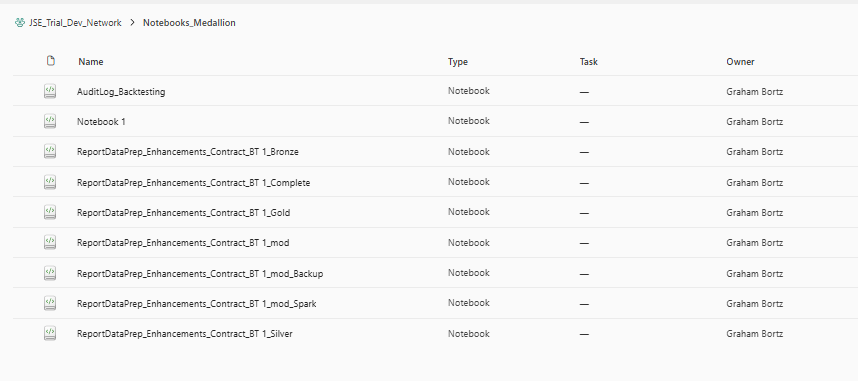 JSE_Trial_Dev_Network > Notebooks_Medallion
Name Type Task Owner
AuditLog_Backtesting Notebook — Graham Bortz
Notebook 1 Notebook — Graham Bortz
ReportDataPrep_Enhancements_Contract_BT 1_Bronze Notebook — Graham Bortz
ReportDataPrep_Enhancements_Contract_BT 1_Complete Notebook — Graham Bortz
ReportDataPrep_Enhancements_Contract_BT 1_Gold Notebook — Graham Bortz
ReportDataPrep_Enhancements_Contract_BT 1_mod Notebook — Graham Bortz
ReportDataPrep_Enhancements_Contract_BT 1_mod_Backup Notebook — Graham Bortz
ReportDataPrep_Enhancements_Contract_BT 1_mod_Spark Notebook — Graham Bortz
ReportDataPrep_Enhancements_Contract_BT 1_Silver Notebook — Graham Bortz